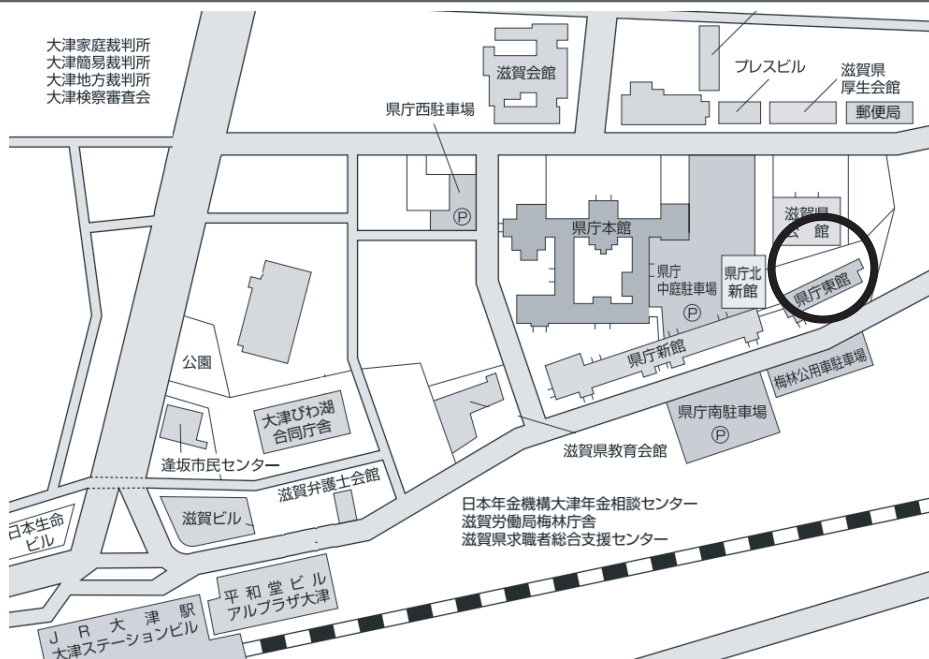 大津家庭裁判所
大津簡易裁判所
大津地方裁判所
大津検察審査会
滋賀会館
県庁西駐車場
プレスビル
滋賀県
厚生会館
郵便局
P
県庁本館
滋賀県
公館
県庁
中庭駐車場
P
県庁北
新館
県庁東館
県庁新館
梅林公用車駐車場
県庁南駐車場
P
公園
大津びわ湖
合同庁舎
逢坂市民センター
滋賀県教育会館
滋賀弁護士会館
滋賀ビル
日本生命
ビル
日本年金機構大津年金相談センター
滋賀労働局梅林庁舎
滋賀県求職者総合支援センター
平和堂ビル
アルプラザ大津
JR大津駅
大津ステーションビル